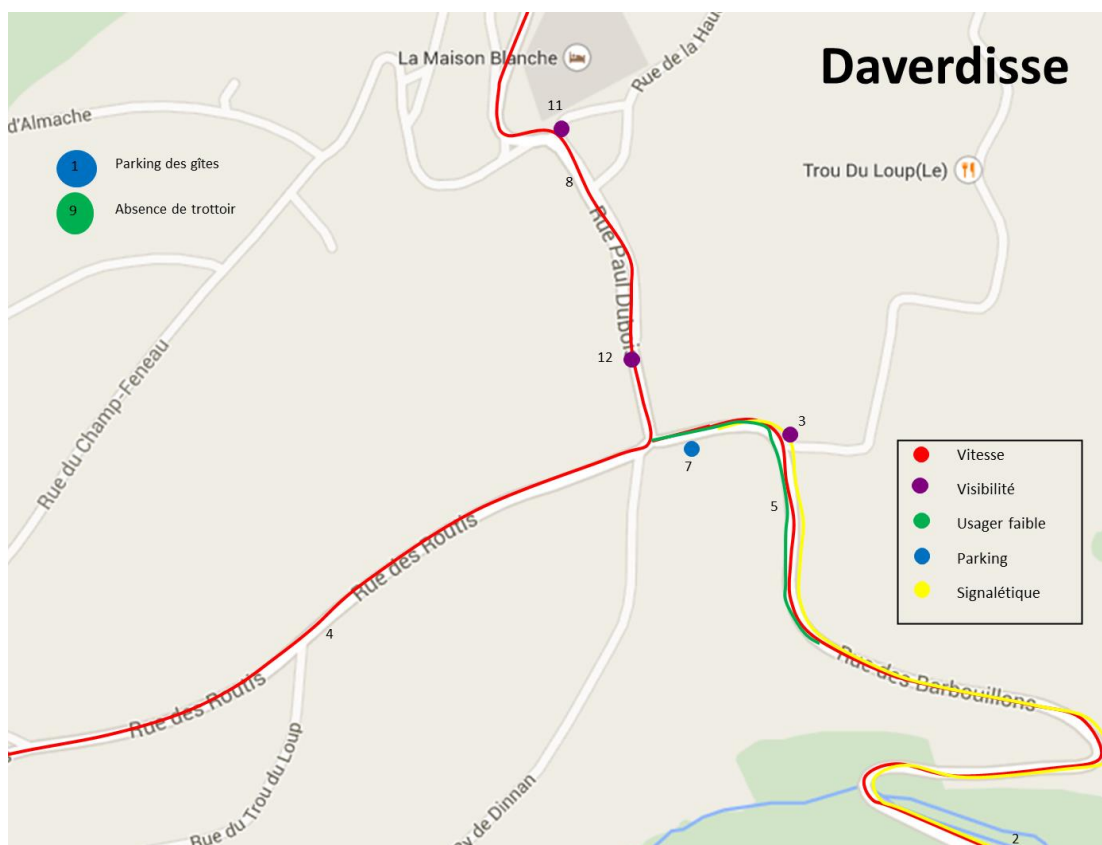 Daverdisse
La Maison Blanche
Rue de la Hau
11
d'Almache
1 Parking des gîtes
8
Trou Du Loup(Le)
9 Absence de trottoir
Rue Paul Dubois
12
Rue du Champ-Feneau
3
7
Vitesse
Visibilité
5
Usager faible
Rue des Routis
Parking
Signalétique
4
Rue des Barbouillons
Rue des Routis
Rue du Trou du Loup
y de Dinnan
2